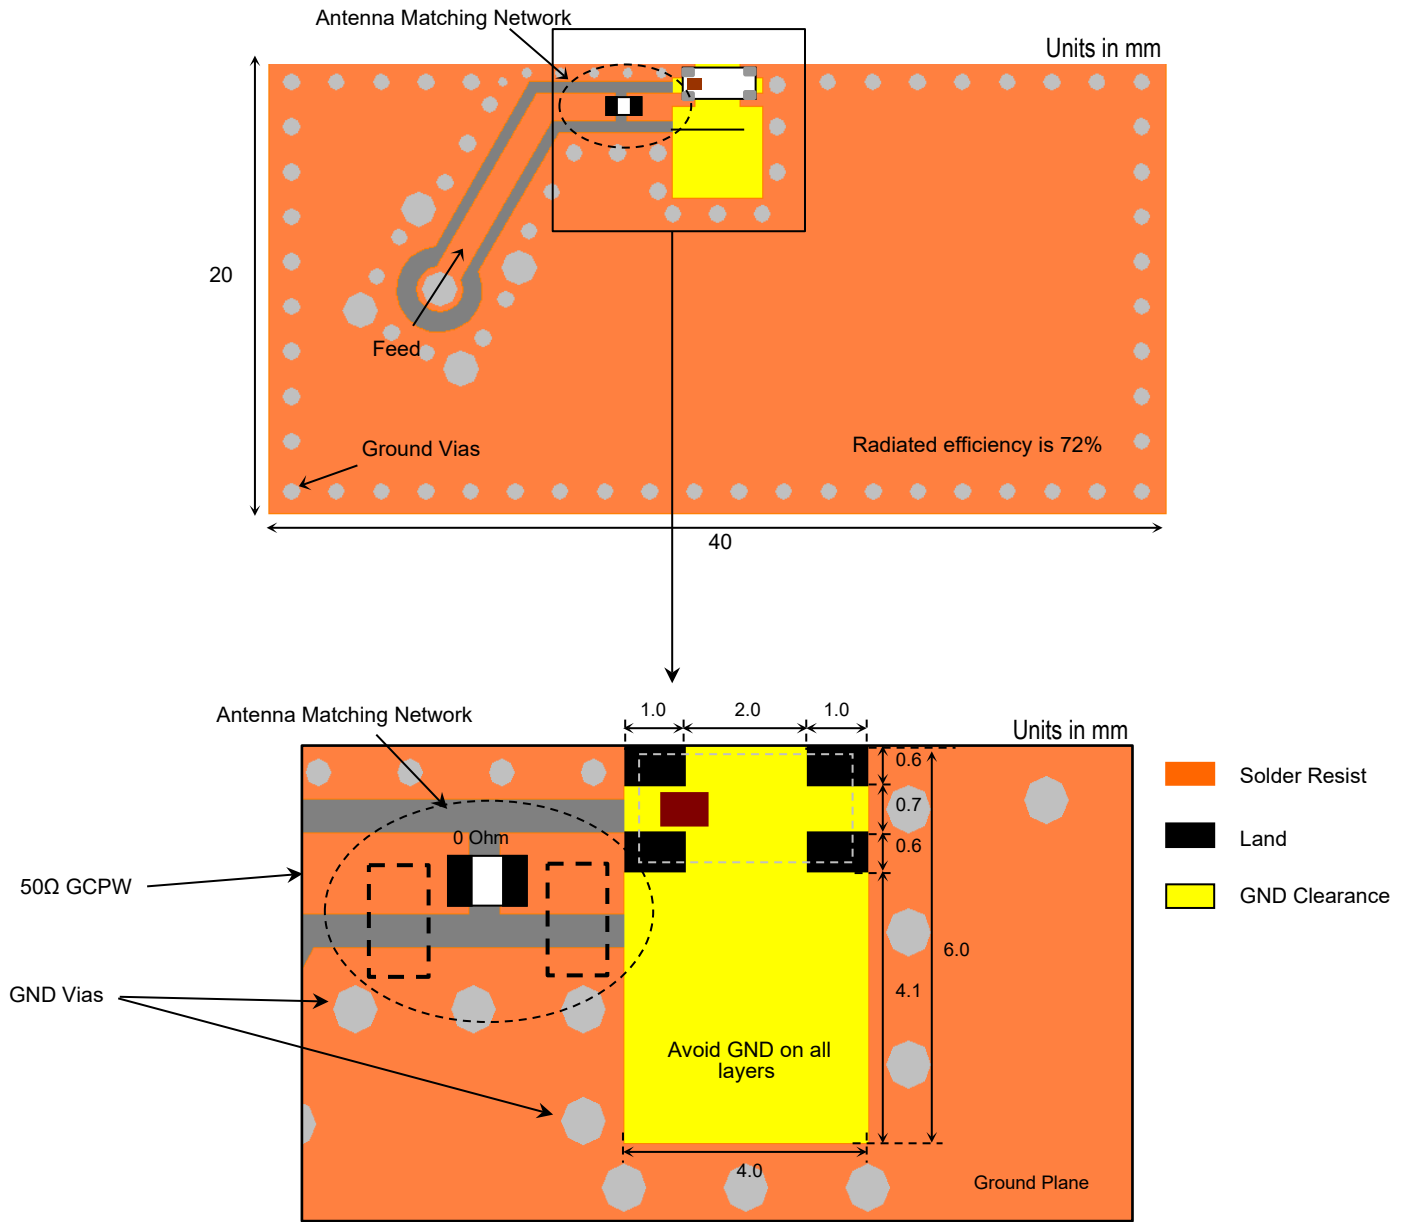 Antenna Matching Network
Units in mm
20
Feed
Ground Vias
Radiated efficiency is 72%
40
Antenna Matching Network
1.0
2.0
1.0
Units in mm
0.6
0.7
0.6
0 Ohm
50Ω GCPW
6.0
4.1
GND Vias
Avoid GND on all
layers
4.0
Ground Plane
Solder Resist
Land
GND Clearance